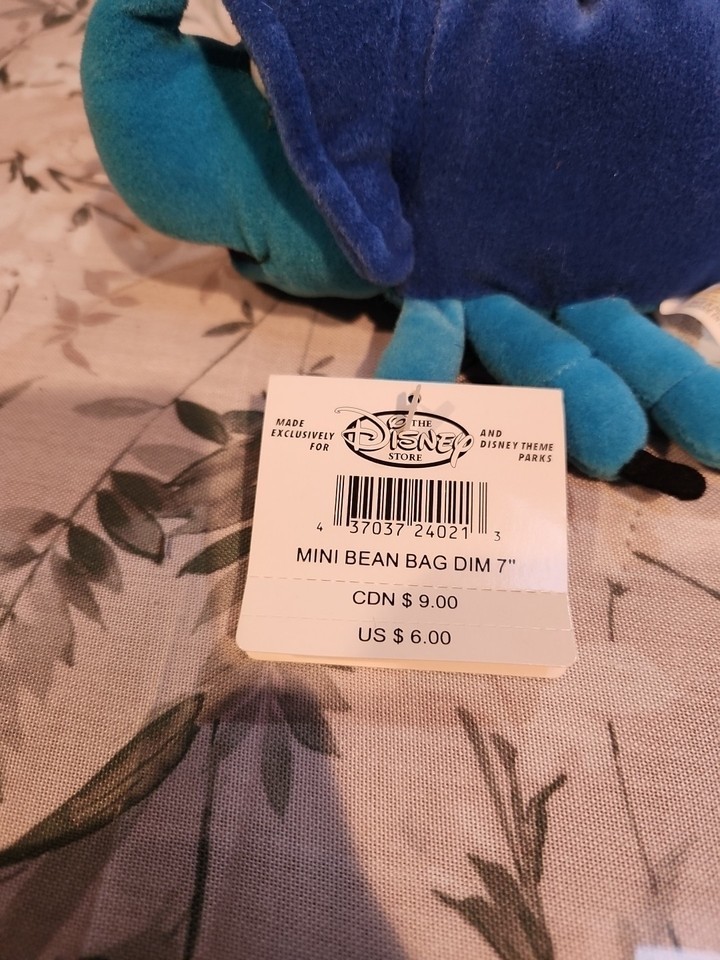 MADE
EXCLUSIVELY
FOR
THE
DISNEY
STORE
AND
DISNEY THEME
PARKS
4 37037 24021 3
MINI BEAN BAG DIM 7"
CDN $ 9.00
US $ 6.00